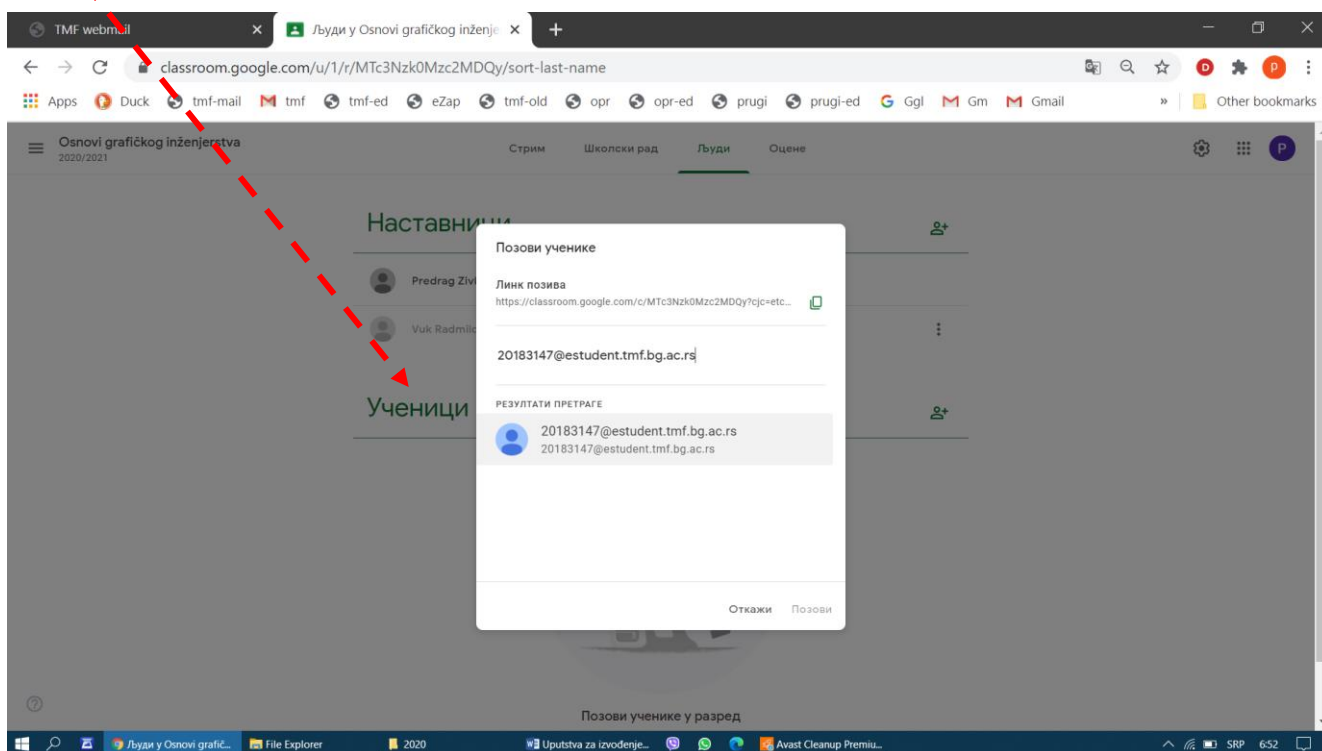 TMF webmail
Људи у Osnovi grafičkog inženje
classroom.google.com/u/1/r/MTc3Nzk0Mzc2MDQy/sort-last-name
Apps Duck tmf-mail tmf tmf-ed eZap tmf-old opr opr-ed prugi prugi-ed Ggl Gm Gmail » Other bookmarks
Osnovi grafičkog inženjerstva
2020/2021
Стрим Школски рад Људи Оцене
P
Наставници
Predrag Zivk
Vuk Radmilo
Ученици
Позови ученике
Линк позива
https://classroom.google.com/c/MTc3Nzk0Mzc2MDQy?cjc=etc...
20183147@estudent.tmf.bg.ac.rs
РЕЗУЛТАТИ ПРЕТРАГЕ
20183147@estudent.tmf.bg.ac.rs
20183147@estudent.tmf.bg.ac.rs
Откажи Позови
Позови ученике у разред
Људи у Osnovi grafič... File Explorer 2020 Uputstva za izvođenje... Avast Cleanup Premiu... SRP 652